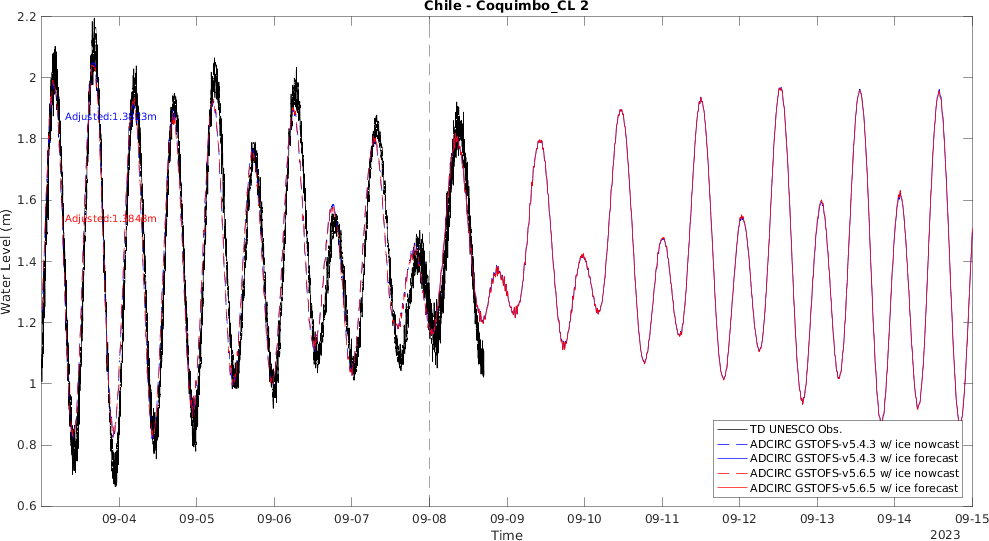 Chile - Coquimbo_CL 2
2.2
2
1.8
1.6
1.4
1.2
1
0.8
0.6
Water Level (m)
Adjusted:1.3848m
TD UNESCO Obs.
ADCIRC GSTOFS-v5.4.3 w/ ice nowcast
ADCIRC GSTOFS-v5.4.3 w/ ice forecast
ADCIRC GSTOFS-v5.6.5 w/ ice nowcast
ADCIRC GSTOFS-v5.6.5 w/ ice forecast
09-04 09-05 09-06 09-07 09-08 09-09 09-10 09-11 09-12 09-13 09-14 09-15
Time
2023